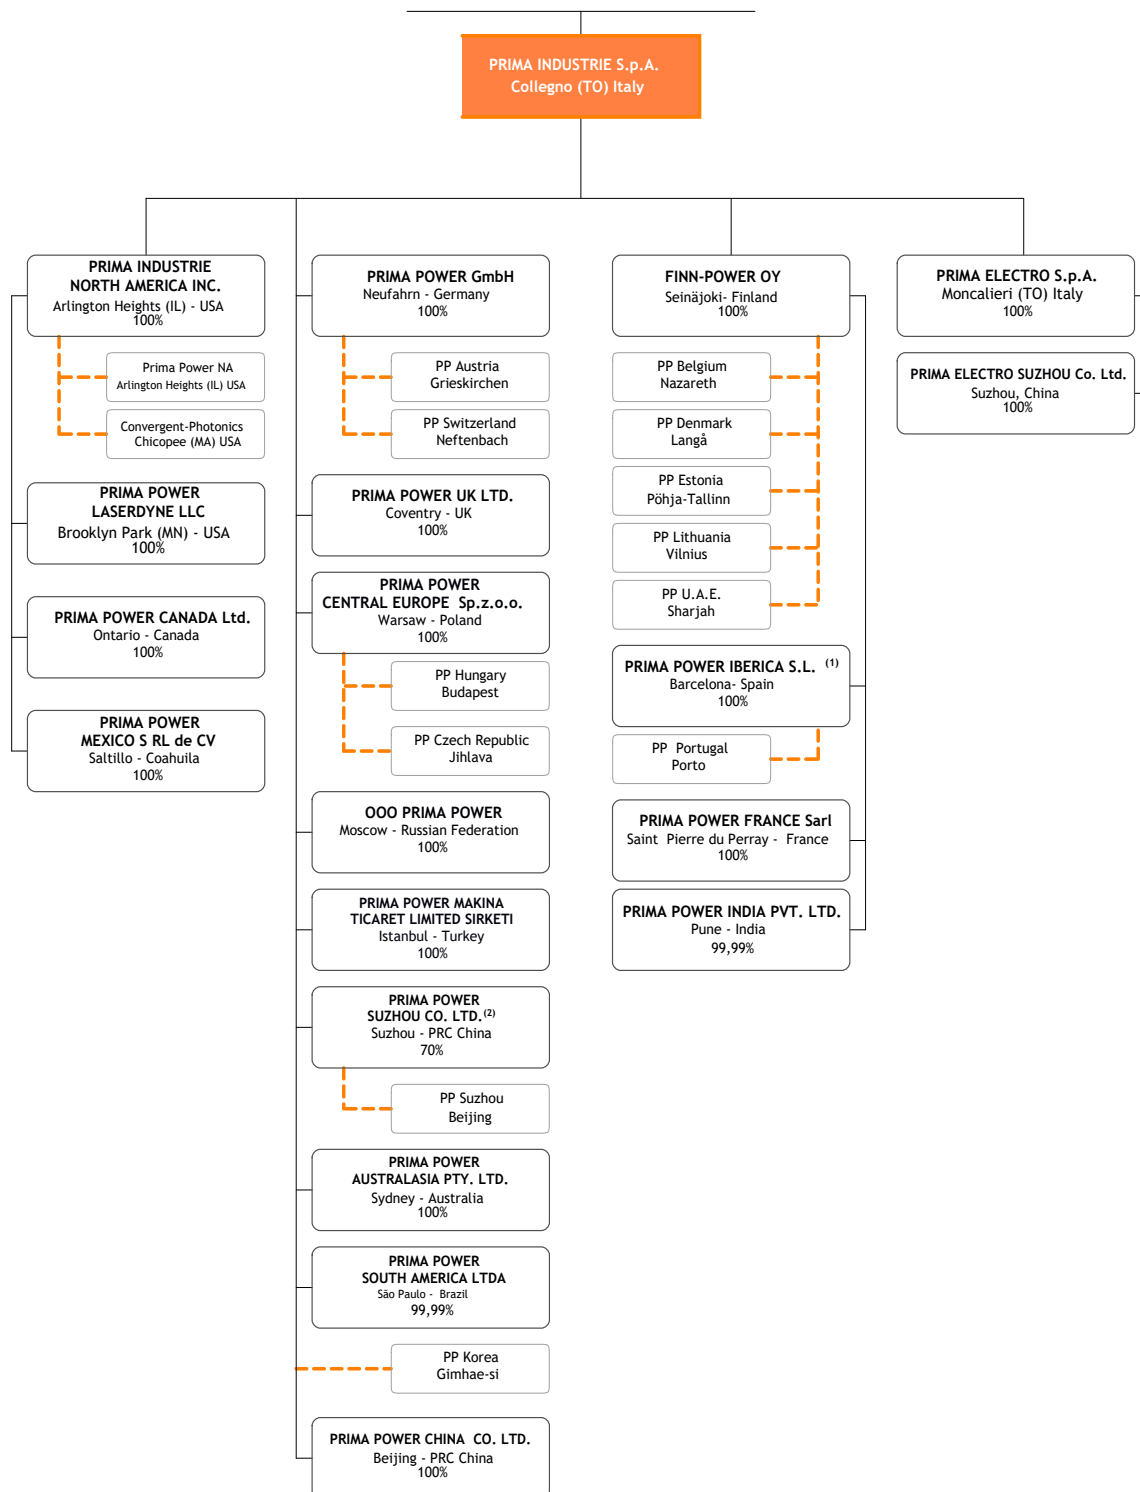 PRIMA INDUSTRIE S.p.A.
Collegno (TO) Italy
PRIMA INDUSTRIE
NORTH AMERICA INC.
Arlington Heights (IL) - USA
100%
Prima Power NA
Arlington Heights (IL) USA
Convergent-Photonics
Chicopee (MA) USA
PRIMA POWER
LASERDYNE LLC
Brooklyn Park (MN) - USA
100%
PRIMA POWER CANADA Ltd.
Ontario - Canada
100%
PRIMA POWER
MEXICO S RL de CV
Saltillo - Coahuila
100%
PRIMA POWER GmbH
Neufahrn - Germany
100%
PP Austria
Grieskirchen
PP Switzerland
Neftenbach
PRIMA POWER UK LTD.
Coventry - UK
100%
PRIMA POWER
CENTRAL EUROPE Sp.z.o.o.
Warsaw - Poland
100%
PP Hungary
Budapest
PP Czech Republic
Jihlava
OOO PRIMA POWER
Moscow - Russian Federation
100%
PRIMA POWER MAKINA
TICARET LIMITED SIRKETI
Istanbul - Turkey
100%
PRIMA POWER
SUZHOU CO. LTD.(2)
Suzhou - PRC China
70%
PP Suzhou
Beijing
PRIMA POWER
AUSTRALASIA PTY. LTD.
Sydney - Australia
100%
PRIMA POWER
SOUTH AMERICA LTDA
São Paulo - Brazil
99,99%
PP Korea
Gimhae-si
PRIMA POWER CHINA CO. LTD.
Beijing - PRC China
100%
FINN-POWER OY
Seinäjoki- Finland
100%
PP Belgium
Nazareth
PP Denmark
Langå
PP Estonia
Pöhja-Tallinn
PP Lithuania
Vilnius
PP U.A.E.
Sharjah
PRIMA POWER IBERICA S.L. (1)
Barcelona- Spain
100%
PP Portugal
Porto
PRIMA POWER FRANCE Sarl
Saint Pierre du Perray - France
100%
PRIMA POWER INDIA PVT. LTD.
Pune - India
99,99%
PRIMA ELECTRO S.p.A.
Moncalieri (TO) Italy
100%
PRIMA ELECTRO SUZHOU Co. Ltd.
Suzhou, China
100%